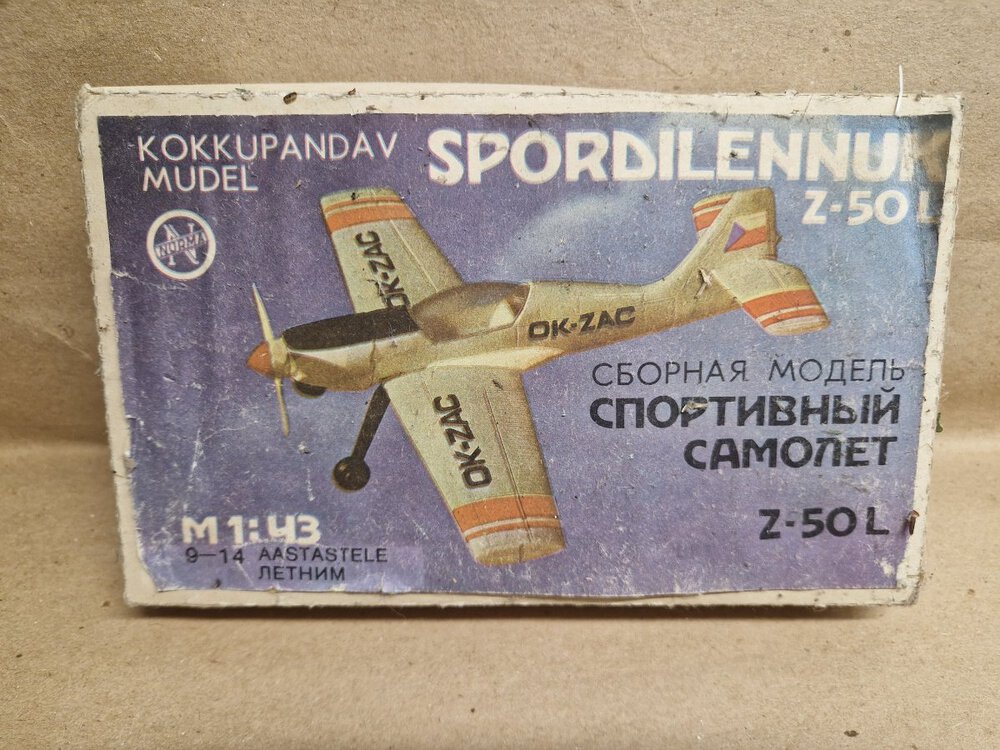 KOKKUPANDAV
MUDEL
SPORDILENNUK
Z-50 L
NORMA
N
OK-ZAC
OK-ZAC
OK-ZAC
СБОРНАЯ МОДЕЛЬ
СПОРТИВНЫЙ
САМОЛЕТ
Z-50 L
М 1:43
9—14 AASTASTELE
ЛЕТНИМ